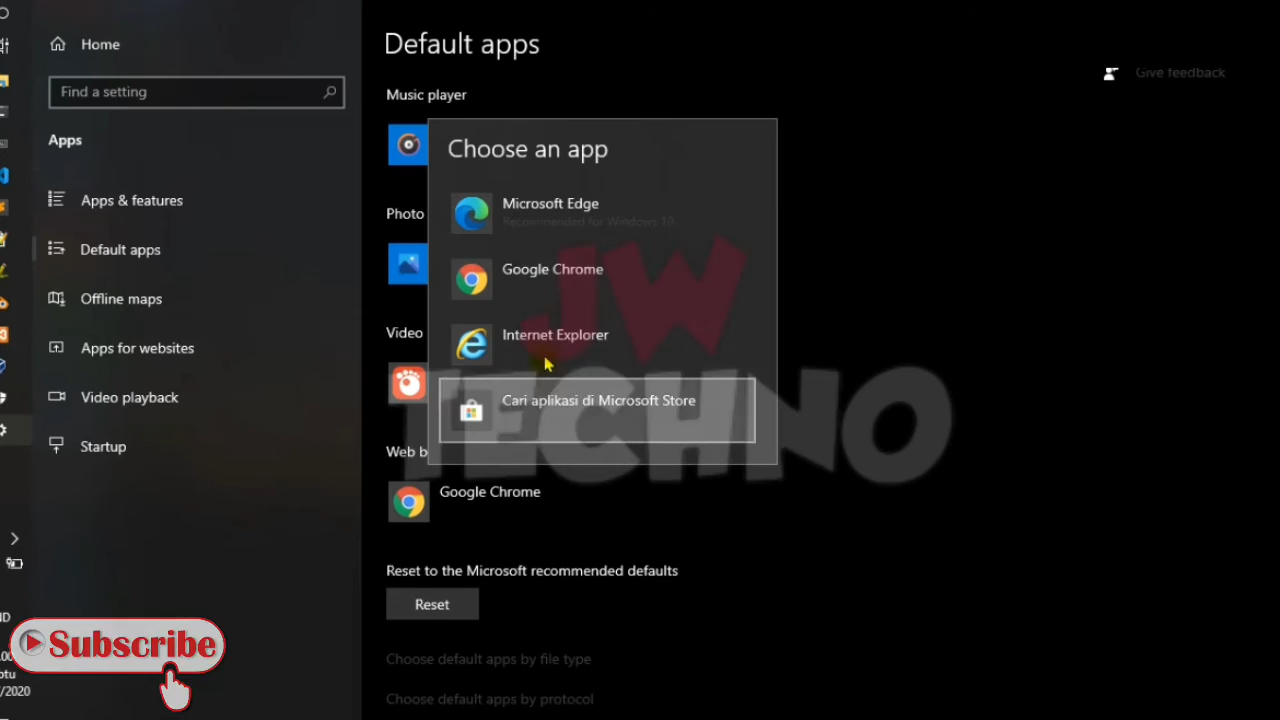 Home
Find a setting
Apps
Apps & features
Default apps
Offline maps
Apps for websites
Video playback
Startup
Default apps
Give feedback
Music player
Choose an app
Microsoft Edge
Recommended for Windows 10
Google Chrome
Internet Explorer
Cari aplikasi di Microsoft Store
Photo
Video
Web b
Google Chrome
Reset to the Microsoft recommended defaults
Reset
Choose default apps by file type
Choose default apps by protocol
JW
TECHNO
Subscribe
/2020